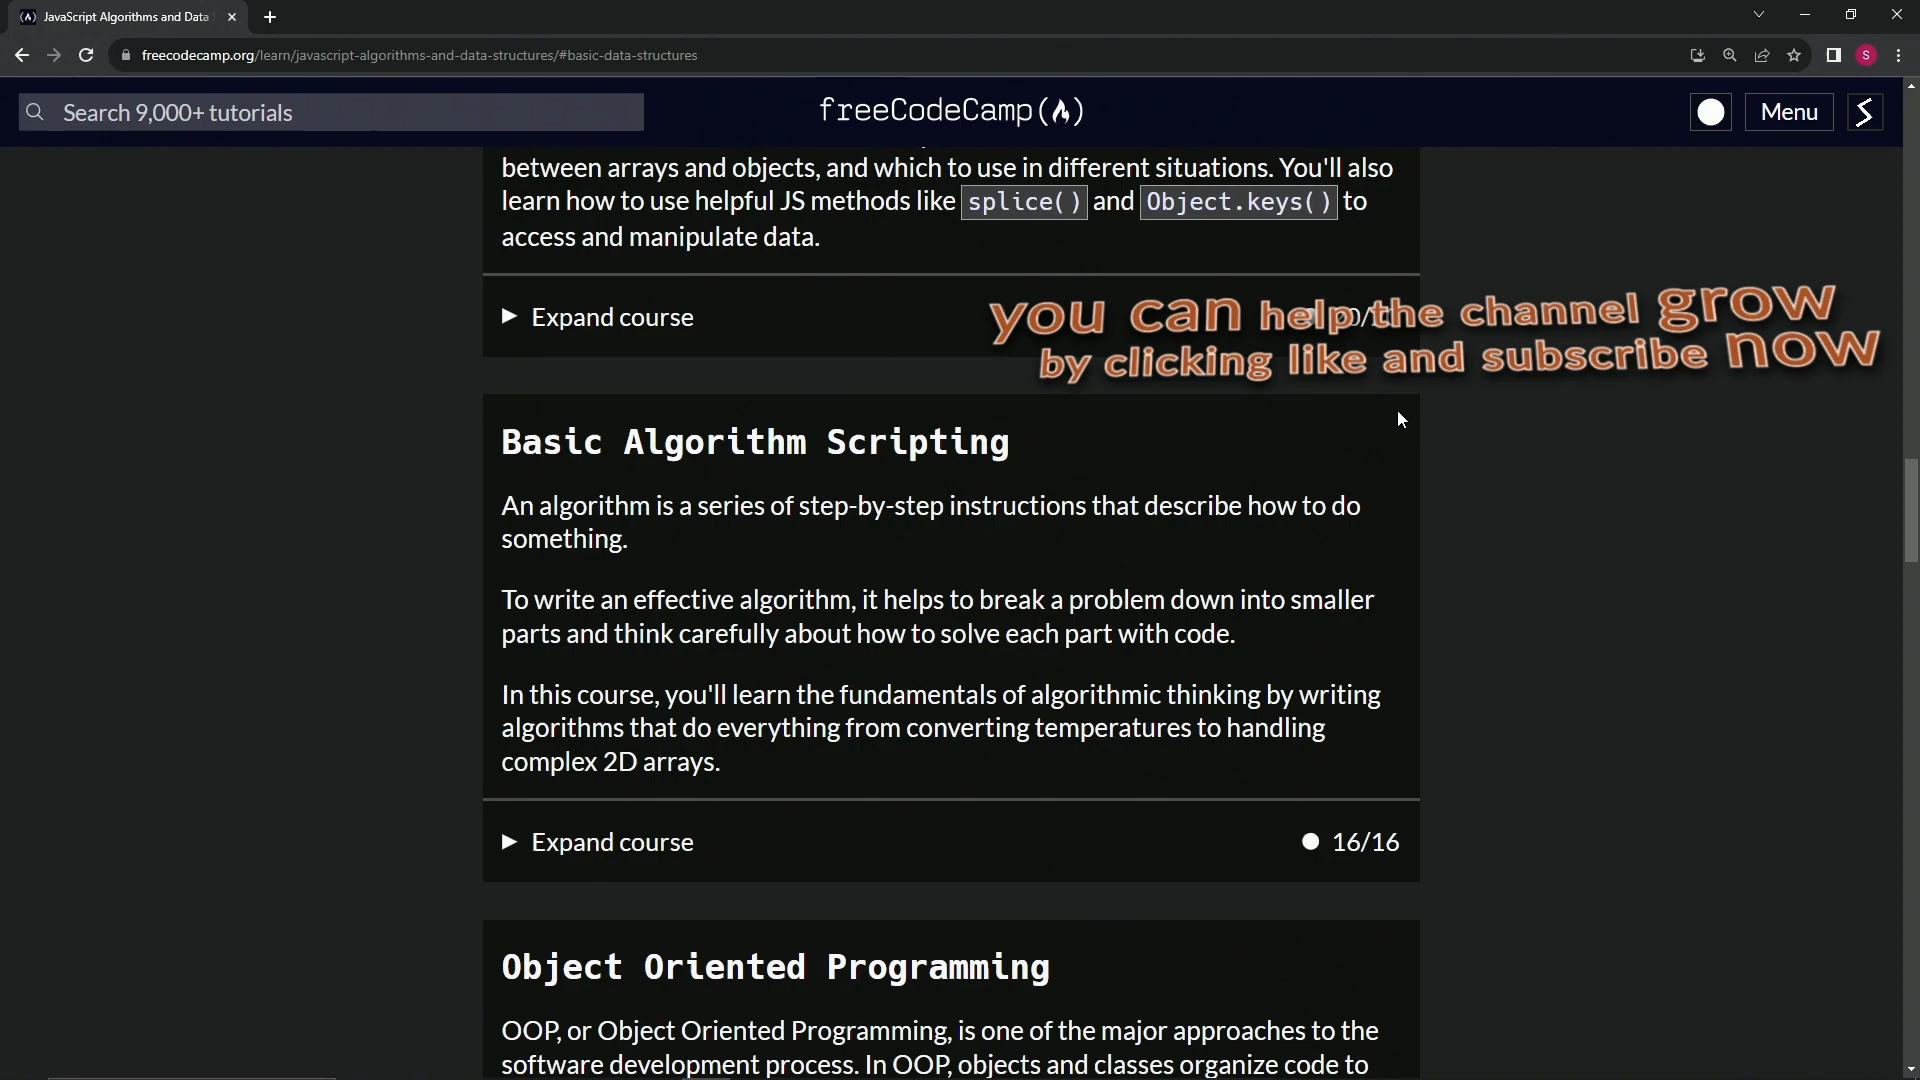 JavaScript Algorithms and Data
freecodecamp.org/learn/javascript-algorithms-and-data-structures/#basic-data-structures
S
Search 9,000+ tutorials
freeCodeCamp
Menu
between arrays and objects, and which to use in different situations. You'll also
learn how to use helpful JS methods like splice() and Object.keys() to
access and manipulate data.
Expand course
you can help the channel grow
by clicking like and subscribe now
Basic Algorithm Scripting
An algorithm is a series of step-by-step instructions that describe how to do
something.
To write an effective algorithm, it helps to break a problem down into smaller
parts and think carefully about how to solve each part with code.
In this course, you'll learn the fundamentals of algorithmic thinking by writing
algorithms that do everything from converting temperatures to handling
complex 2D arrays.
Expand course
16/16
Object Oriented Programming
OOP, or Object Oriented Programming, is one of the major approaches to the
software development process. In OOP, objects and classes organize code to